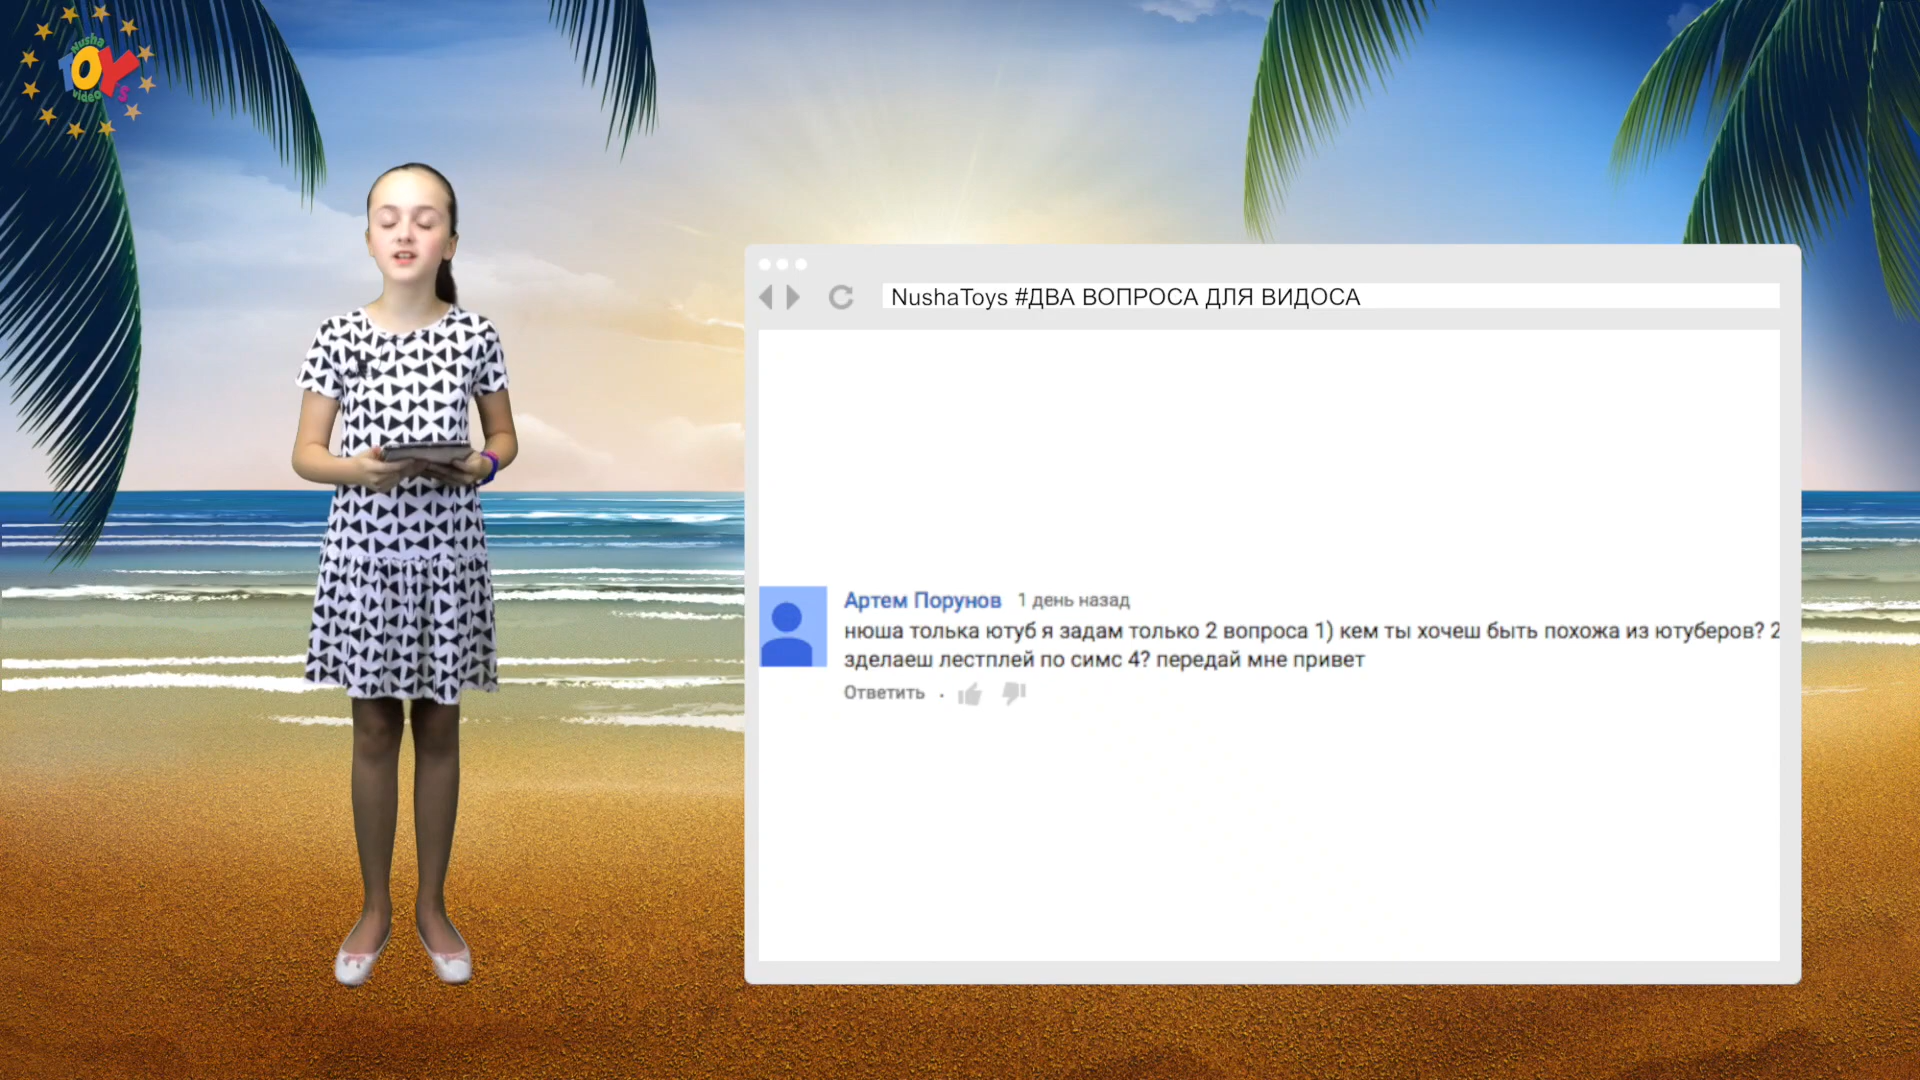 Nusha
TOYs
video
NushaToys #ДВА ВОПРОСА ДЛЯ ВИДОСА
Артем Порунов 1 день назад
нюша толька ютуб я задам только 2 вопроса 1) кем ты хочеш быть похожа из ютуберов? 2
зделаеш лестплей по симс 4? передай мне привет
Ответить